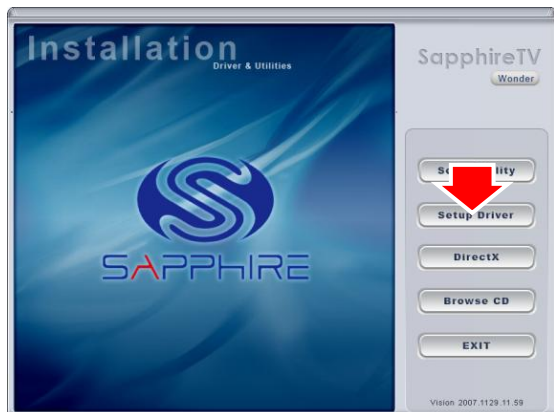 Installation
Driver & Utilities
SapphireTV
Wonder
SAPPHIRE
Setup Driver
DirectX
Browse CD
EXIT
Vision 2007.1129.11.59